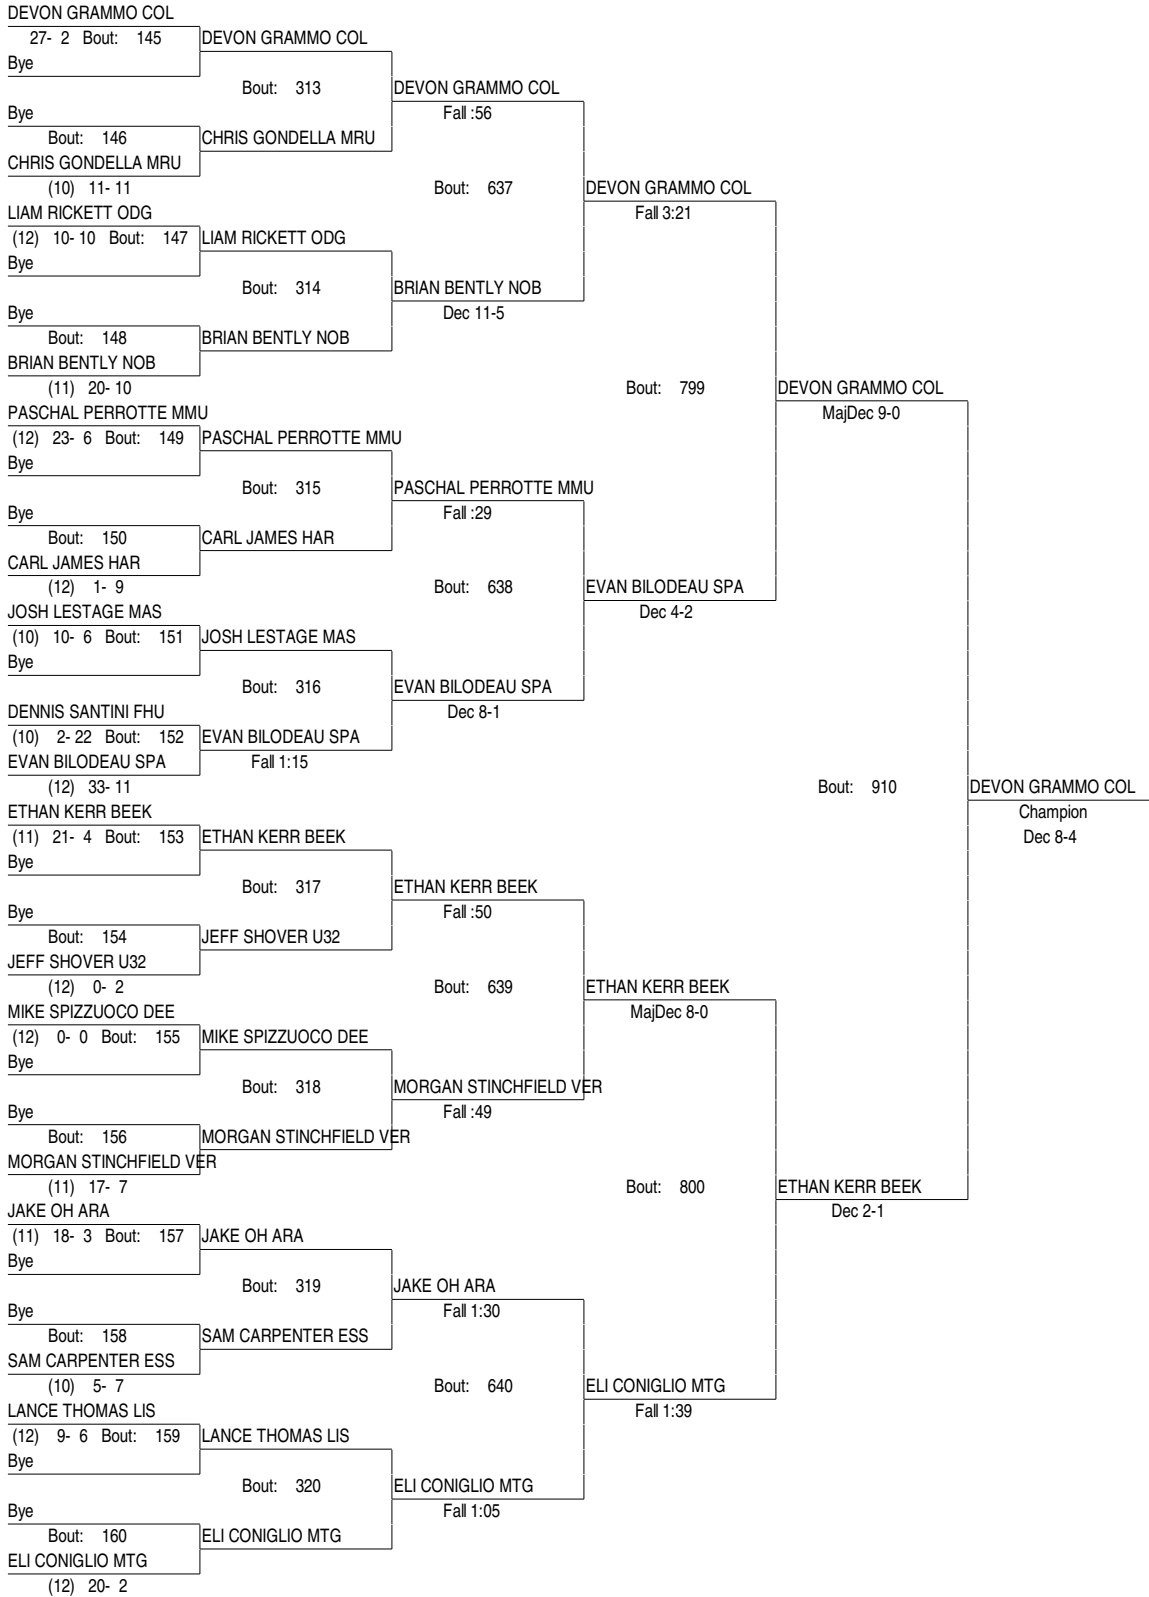 DEVON GRAMMO COL
27- 2 Bout: 145 DEVON GRAMMO COL
Bye
Bout: 313 DEVON GRAMMO COL
Bye Fall :56
Bout: 146 CHRIS GONDELLA MRU
CHRIS GONDELLA MRU
(10) 11- 11 Bout: 637 DEVON GRAMMO COL
LIAM RICKETT ODG Fall 3:21
(12) 10- 10 Bout: 147 LIAM RICKETT ODG
Bye
Bout: 314 BRIAN BENTLY NOB
Bye Dec 11-5
Bout: 148 BRIAN BENTLY NOB
BRIAN BENTLY NOB
(11) 20- 10 Bout: 799 DEVON GRAMMO COL
PASCHAL PERROTTE MMU MajDec 9-0
(12) 23- 6 Bout: 149 PASCHAL PERROTTE MMU
Bye
Bout: 315 PASCHAL PERROTTE MMU
Bye Fall :29
Bout: 150 CARL JAMES HAR
CARL JAMES HAR
(12) 1- 9 Bout: 638 EVAN BILODEAU SPA
JOSH LESTAGE MAS Dec 4-2
(10) 10- 6 Bout: 151 JOSH LESTAGE MAS
Bye
Bout: 316 EVAN BILODEAU SPA
DENNIS SANTINI FHU Dec 8-1
(10) 2- 22 Bout: 152 EVAN BILODEAU SPA
EVAN BILODEAU SPA Fall 1:15
(12) 33- 11 Bout: 910 DEVON GRAMMO COL
ETHAN KERR BEEK Champion
(11) 21- 4 Bout: 153 ETHAN KERR BEEK Dec 8-4
Bye
Bout: 317 ETHAN KERR BEEK
Bye Fall :50
Bout: 154 JEFF SHOVER U32
JEFF SHOVER U32
(12) 0- 2 Bout: 639 ETHAN KERR BEEK
MIKE SPIZZUOCO DEE MajDec 8-0
(12) 0- 0 Bout: 155 MIKE SPIZZUOCO DEE
Bye
Bout: 318 MORGAN STINCHFIELD VER
Bye Fall :49
Bout: 156 MORGAN STINCHFIELD VER
MORGAN STINCHFIELD VER
(11) 17- 7 Bout: 800 ETHAN KERR BEEK
JAKE OH ARA Dec 2-1
(11) 18- 3 Bout: 157 JAKE OH ARA
Bye
Bout: 319 JAKE OH ARA
Bye Fall 1:30
Bout: 158 SAM CARPENTER ESS
SAM CARPENTER ESS
(10) 5- 7 Bout: 640 ELI CONIGLIO MTG
LANCE THOMAS LIS Fall 1:39
(12) 9- 6 Bout: 159 LANCE THOMAS LIS
Bye
Bout: 320 ELI CONIGLIO MTG
Bye Fall 1:05
Bout: 160 ELI CONIGLIO MTG
ELI CONIGLIO MTG
(12) 20- 2